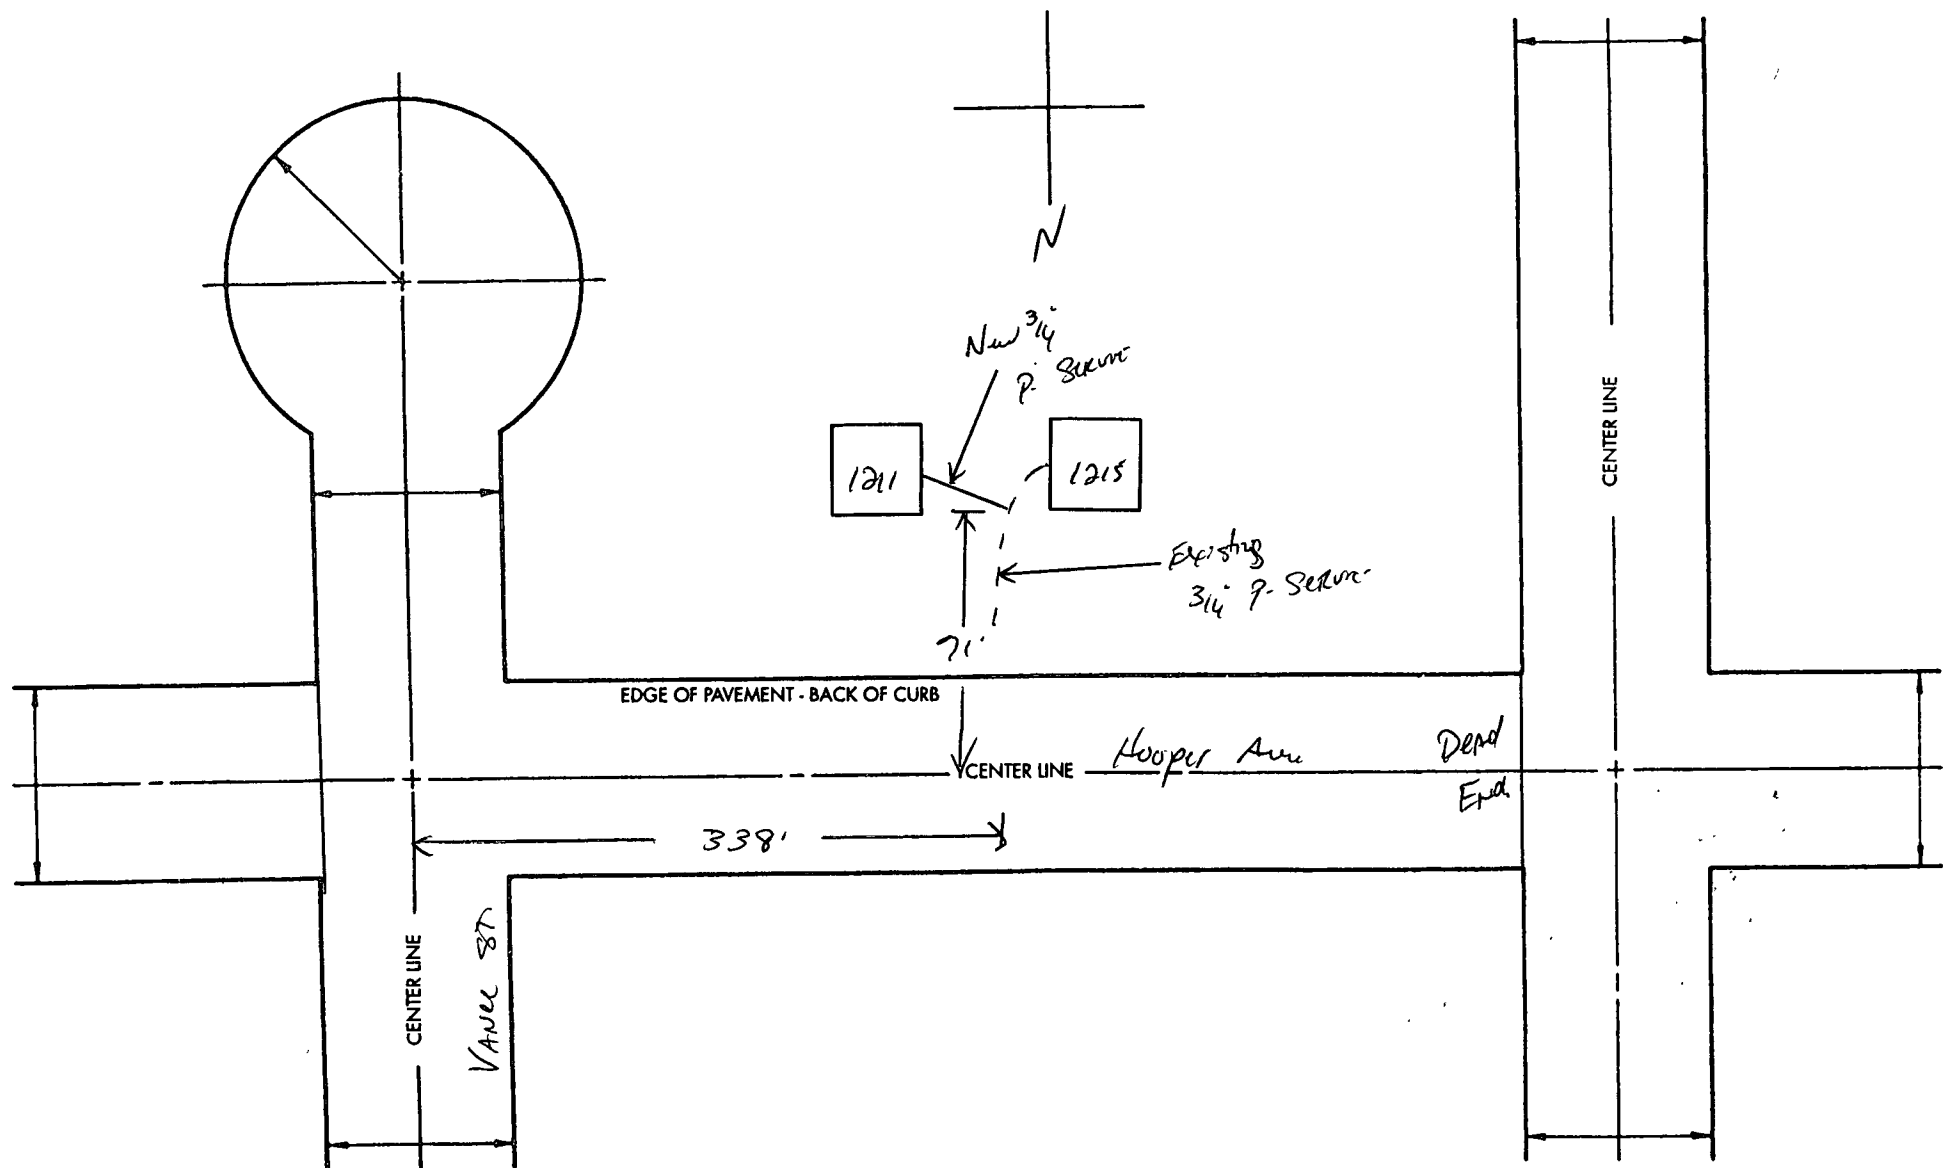 N
New 3/4"
P. Service
1211
1215
Existing
3/4" P. Service
71'
EDGE OF PAVEMENT - BACK OF CURB
CENTER LINE
Hooper Ave
Dead
End
338'
CENTER LINE
Vance St
CENTER LINE